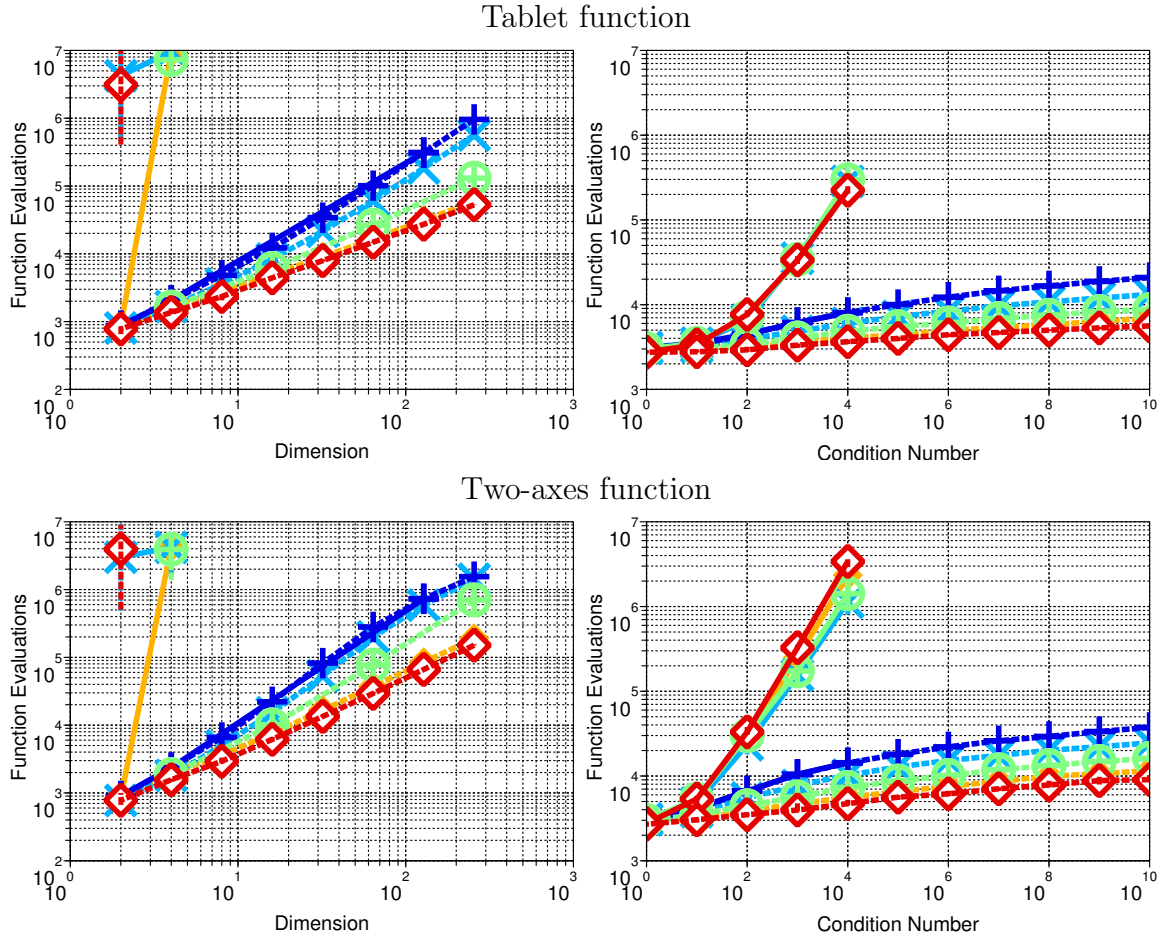 Tablet function
10^7
10^6
10^5
10^4
10^3
10^2
Function Evaluations
10^0 10^1 10^2 10^3
Dimension
10^7
10^6
10^5
10^4
10^3
Function Evaluations
10^0 10^2 10^4 10^6 10^8 10^10
Condition Number
Two-axes function
10^7
10^6
10^5
10^4
10^3
10^2
Function Evaluations
10^0 10^1 10^2 10^3
Dimension
10^7
10^6
10^5
10^4
10^3
Function Evaluations
10^0 10^2 10^4 10^6 10^8 10^10
Condition Number